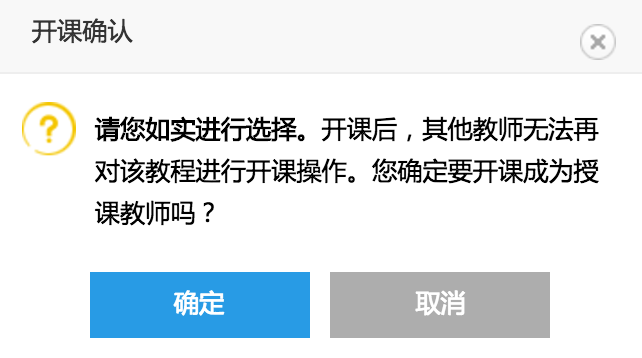 开课确认
请您如实进行选择。开课后，其他教师无法再
对该教程进行开课操作。您确定要开课成为授
课教师吗？
确定
取消